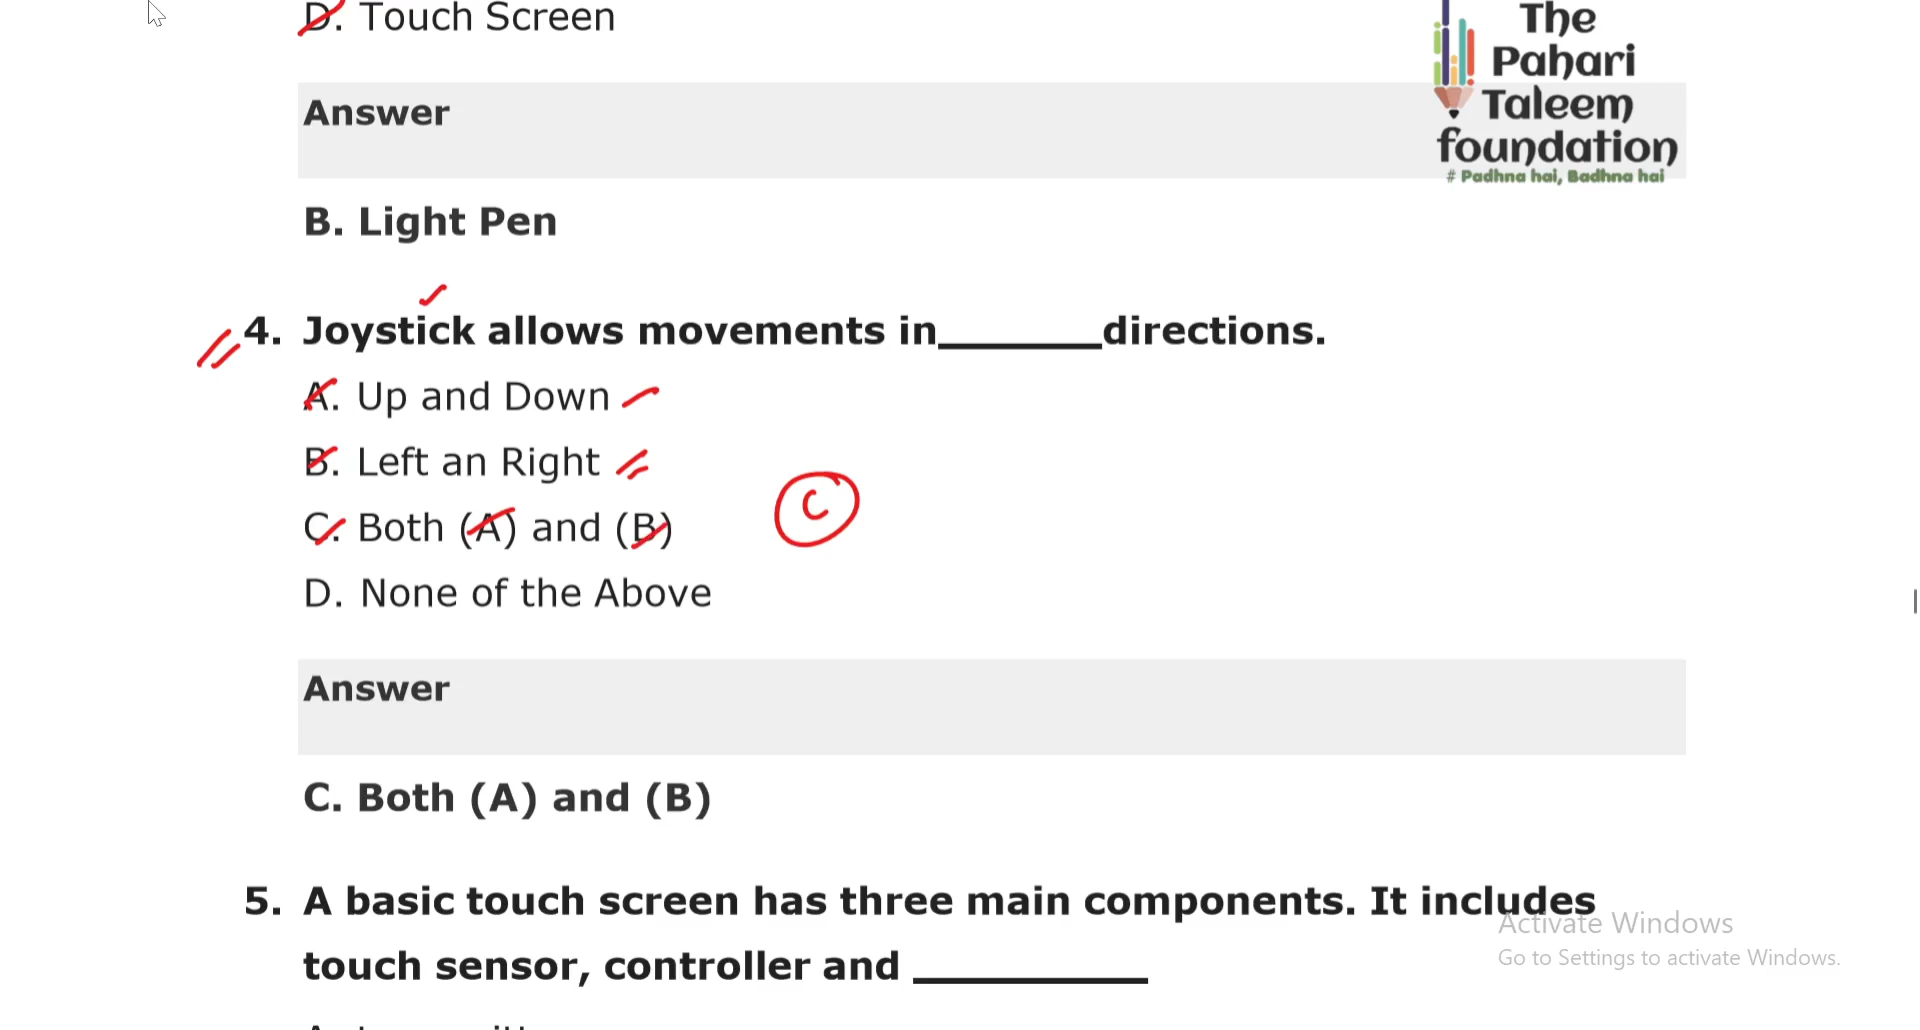 D. Touch Screen
The
Pahari
Taleem
foundation
# Padhna hai, Badhna hai
Answer
B. Light Pen
4. Joystick allows movements in_______directions.
A. Up and Down
B. Left an Right
C. Both (A) and (B)
C
D. None of the Above
Answer
C. Both (A) and (B)
5. A basic touch screen has three main components. It includes
touch sensor, controller and __________
Activate Windows
Go to Settings to activate Windows.